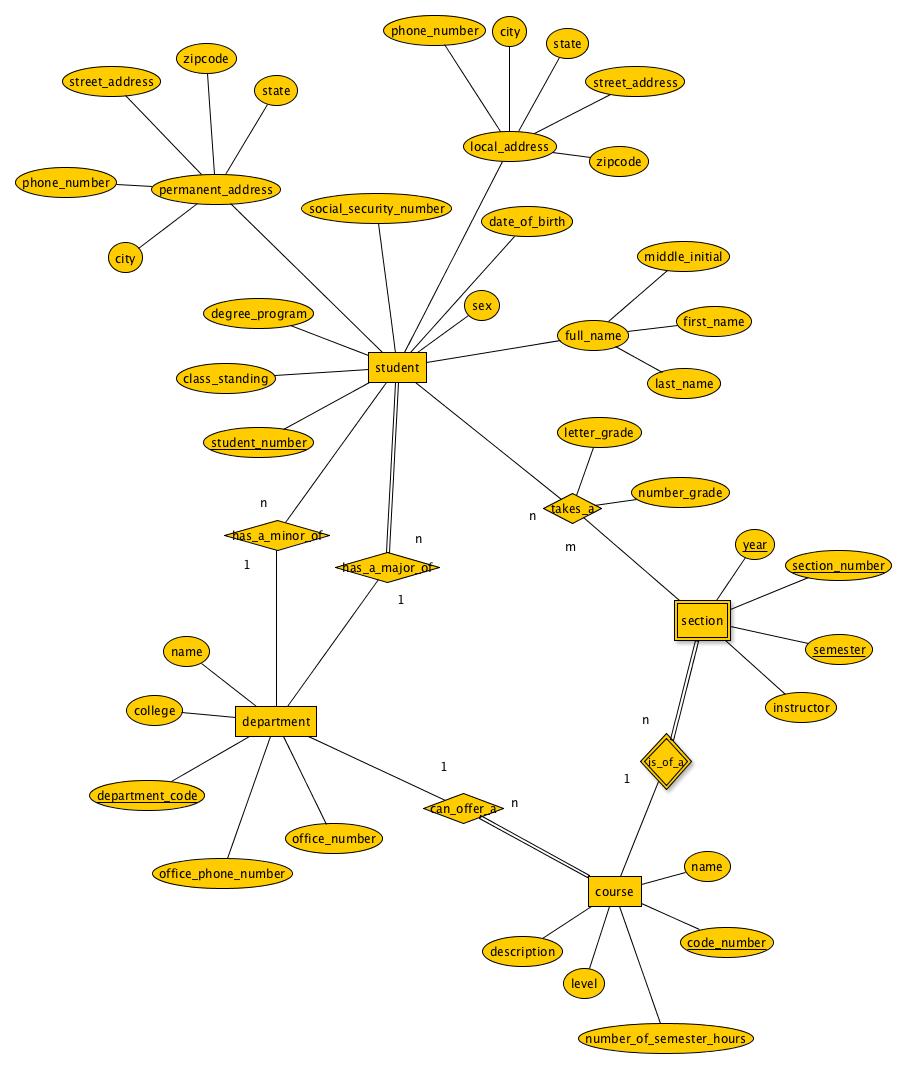 phone_number
city
state
zipcode
street_address
street_address
state
local_address
zipcode
phone_number
permanent_address
social_security_number
date_of_birth
city
middle_initial
sex
degree_program
first_name
full_name
student
class_standing
last_name
student_number
letter_grade
number_grade
n
takes_a
n
has_a_minor_of
n
m
year
1
has_a_major_of
section_number
1
section
name
semester
college
instructor
department
n
is_of_a
1
1
department_code
can_offer_a
n
office_number
name
office_phone_number
course
code_number
description
level
number_of_semester_hours